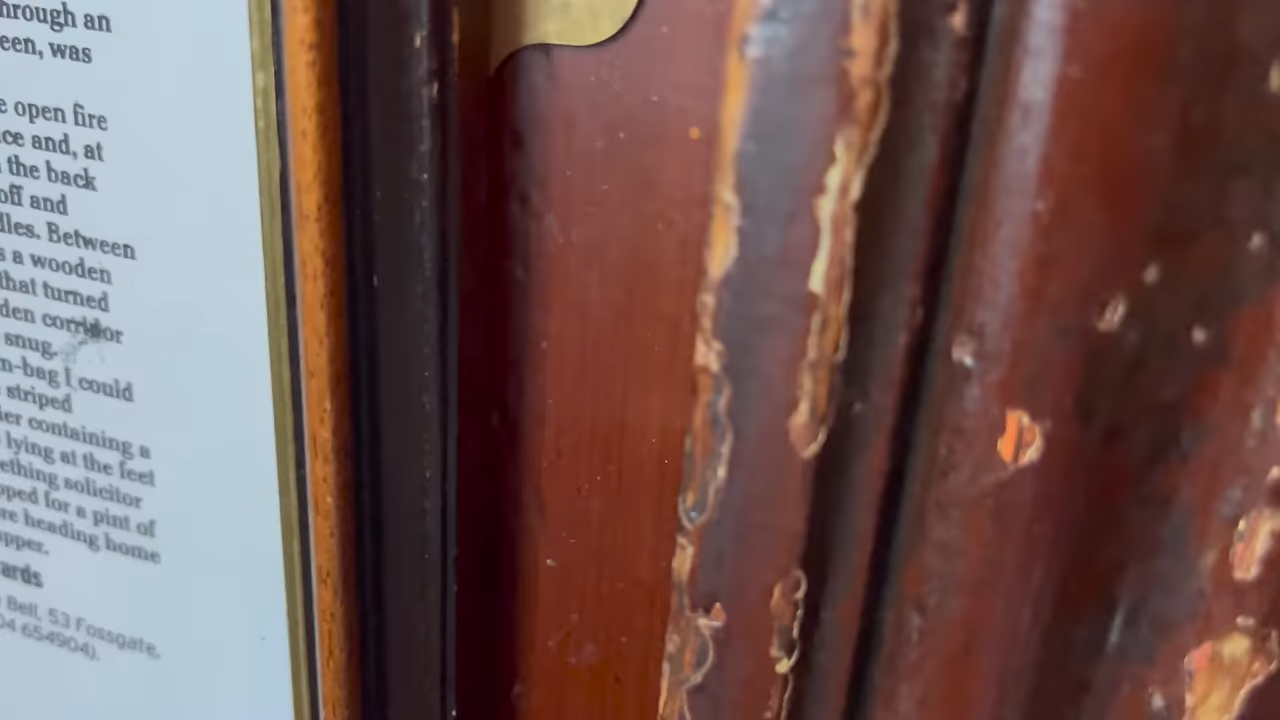 hrough an
een, was
e open fire
ce and, at
the back
off and
dles. Between
s a wooden
that turned
den corridor
snug.
n-bag I could
striped
ier containing a
lying at the feet
ething solicitor
pped for a pint of
re heading home
upper.
ards
Bell, 53 Fossgate,
04 654904).